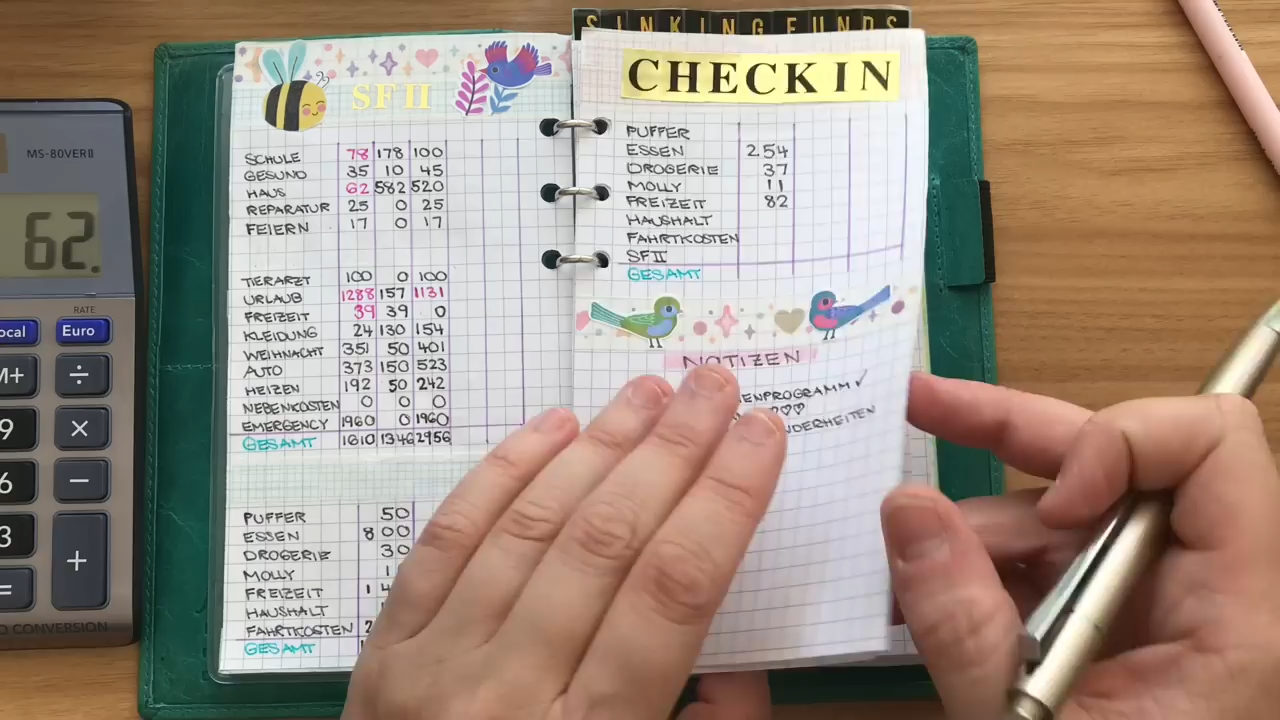 SINKING FUNDS
MS-80VERII
62.
RATE
Local Euro
M+ ÷
9 ×
6 −
3 +
=
CONVERSION
SF II
SCHULE 78 178 100
GESUND 35 10 45
HAUS 62 582 520
REPARATUR 25 0 25
FEIERN 17 0 17
TIERARZT 100 0 100
URLAUB 1288 157 1131
FREIZEIT 39 39 0
KLEIDUNG 24 130 154
WEIHNACHT 351 50 401
AUTO 373 150 523
HEIZEN 192 50 242
NEBENKOSTEN 0 0 0
EMERGENCY 1960 0 1960
GESAMT 1610 1346 2956
PUFFER 50
ESSEN 800
DROGERIE 30
MOLLY
FREIZEIT
HAUSHALT
FAHRTKOSTEN
GESAMT
CHECK IN
PUFFER
ESSEN 254
DROGERIE 37
MOLLY 11
FREIZEIT 82
HAUSHALT
FAHRTKOSTEN
SF II
GESAMT
NOTIZEN
ENPROGRAMM ✓
♡♡
NDERHEITEN